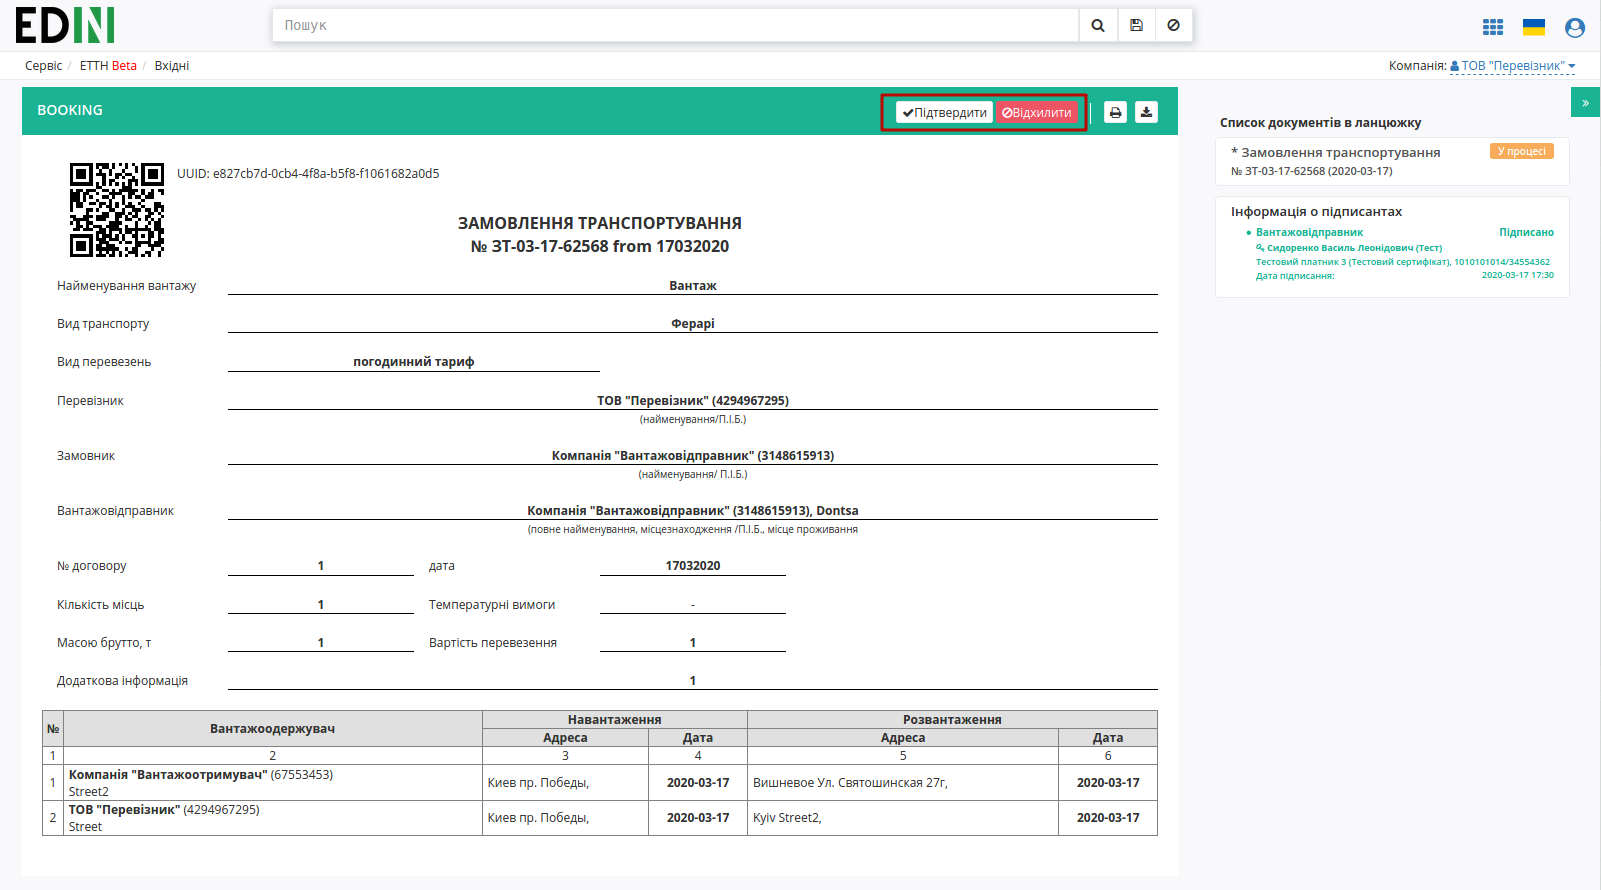 EDIN
Пошук
Сервіс / ЕТТН Beta / Вхідні
Компанія: ТОВ "Перевізник"
BOOKING
Підтвердити Відхилити
»
UUID: e827cb7d-0cb4-4f8a-b5f8-f1061682a0d5
ЗАМОВЛЕННЯ ТРАНСПОРТУВАННЯ
№ ЗТ-03-17-62568 from 17032020
Найменування вантажу Вантаж
Вид транспорту Ферарі
Вид перевезень погодинний тариф
Перевізник ТОВ "Перевізник" (4294967295)
(найменування/П.І.Б.)
Замовник Компанія "Вантажовідправник" (3148615913)
(найменування/ П.І.Б.)
Вантажовідправник Компанія "Вантажовідправник" (3148615913), Dontsa
(повне найменування, місцезнаходження /П.І.Б., місце проживання
№ договору 1 дата 17032020
Кількість місць 1 Температурні вимоги -
Масою брутто, т 1 Вартість перевезення 1
Додаткова інформація 1
№ Вантажоодержувач Навантаження Розвантаження
Адреса Дата Адреса Дата
1 2 3 4 5 6
1 Компанія "Вантажоотримувач" (67553453) Киев пр. Победы, 2020-03-17 Вишневое Ул. Святошинская 27г, 2020-03-17
Street2
2 ТОВ "Перевізник" (4294967295) Киев пр. Победы, 2020-03-17 Kyiv Street2, 2020-03-17
Street
Список документів в ланцюжку
* Замовлення транспортування У процесі
№ ЗТ-03-17-62568 (2020-03-17)
Інформація о підписантах
Вантажовідправник Підписано
Сидоренко Василь Леонідович (Тест)
Тестовий платник 3 (Тестовий сертифікат), 1010101014/34554362
Дата підписання: 2020-03-17 17:30